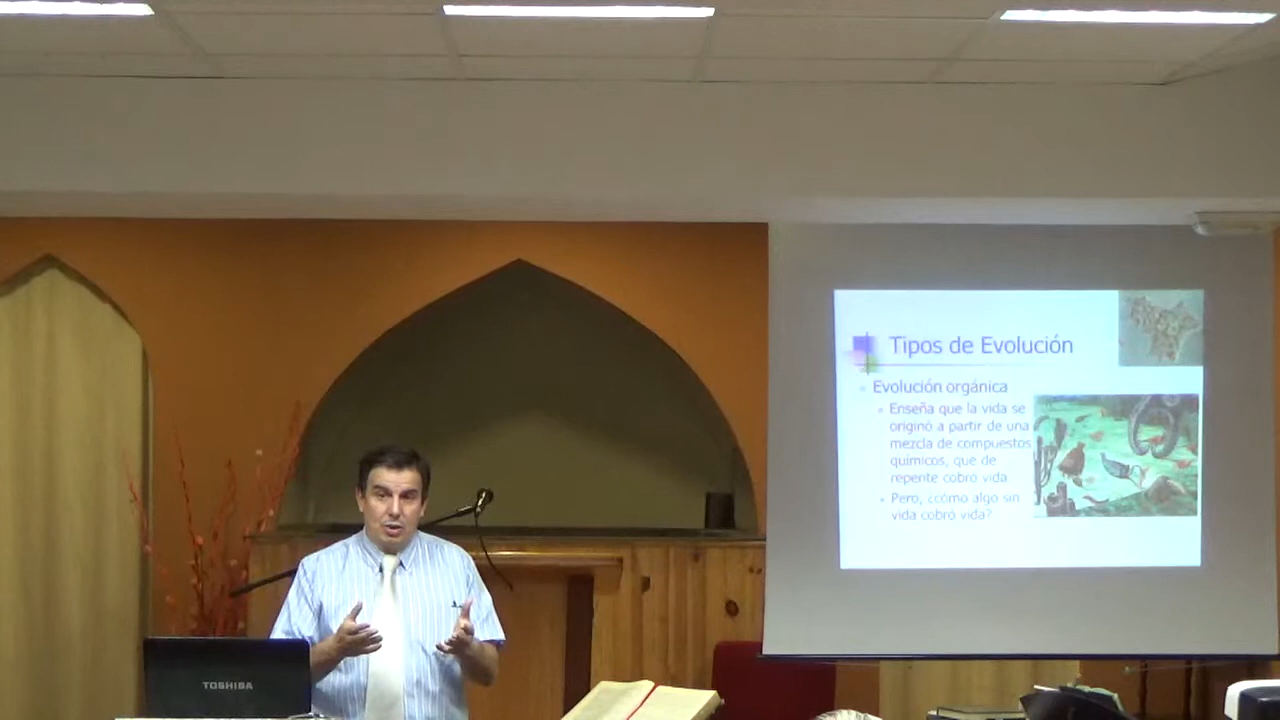 Tipos de Evolución
Evolución orgánica
Enseña que la vida se
originó a partir de una
mezcla de compuestos
químicos, que de
repente cobró vida.
Pero, ¿cómo algo sin
vida cobró vida?
TOSHIBA